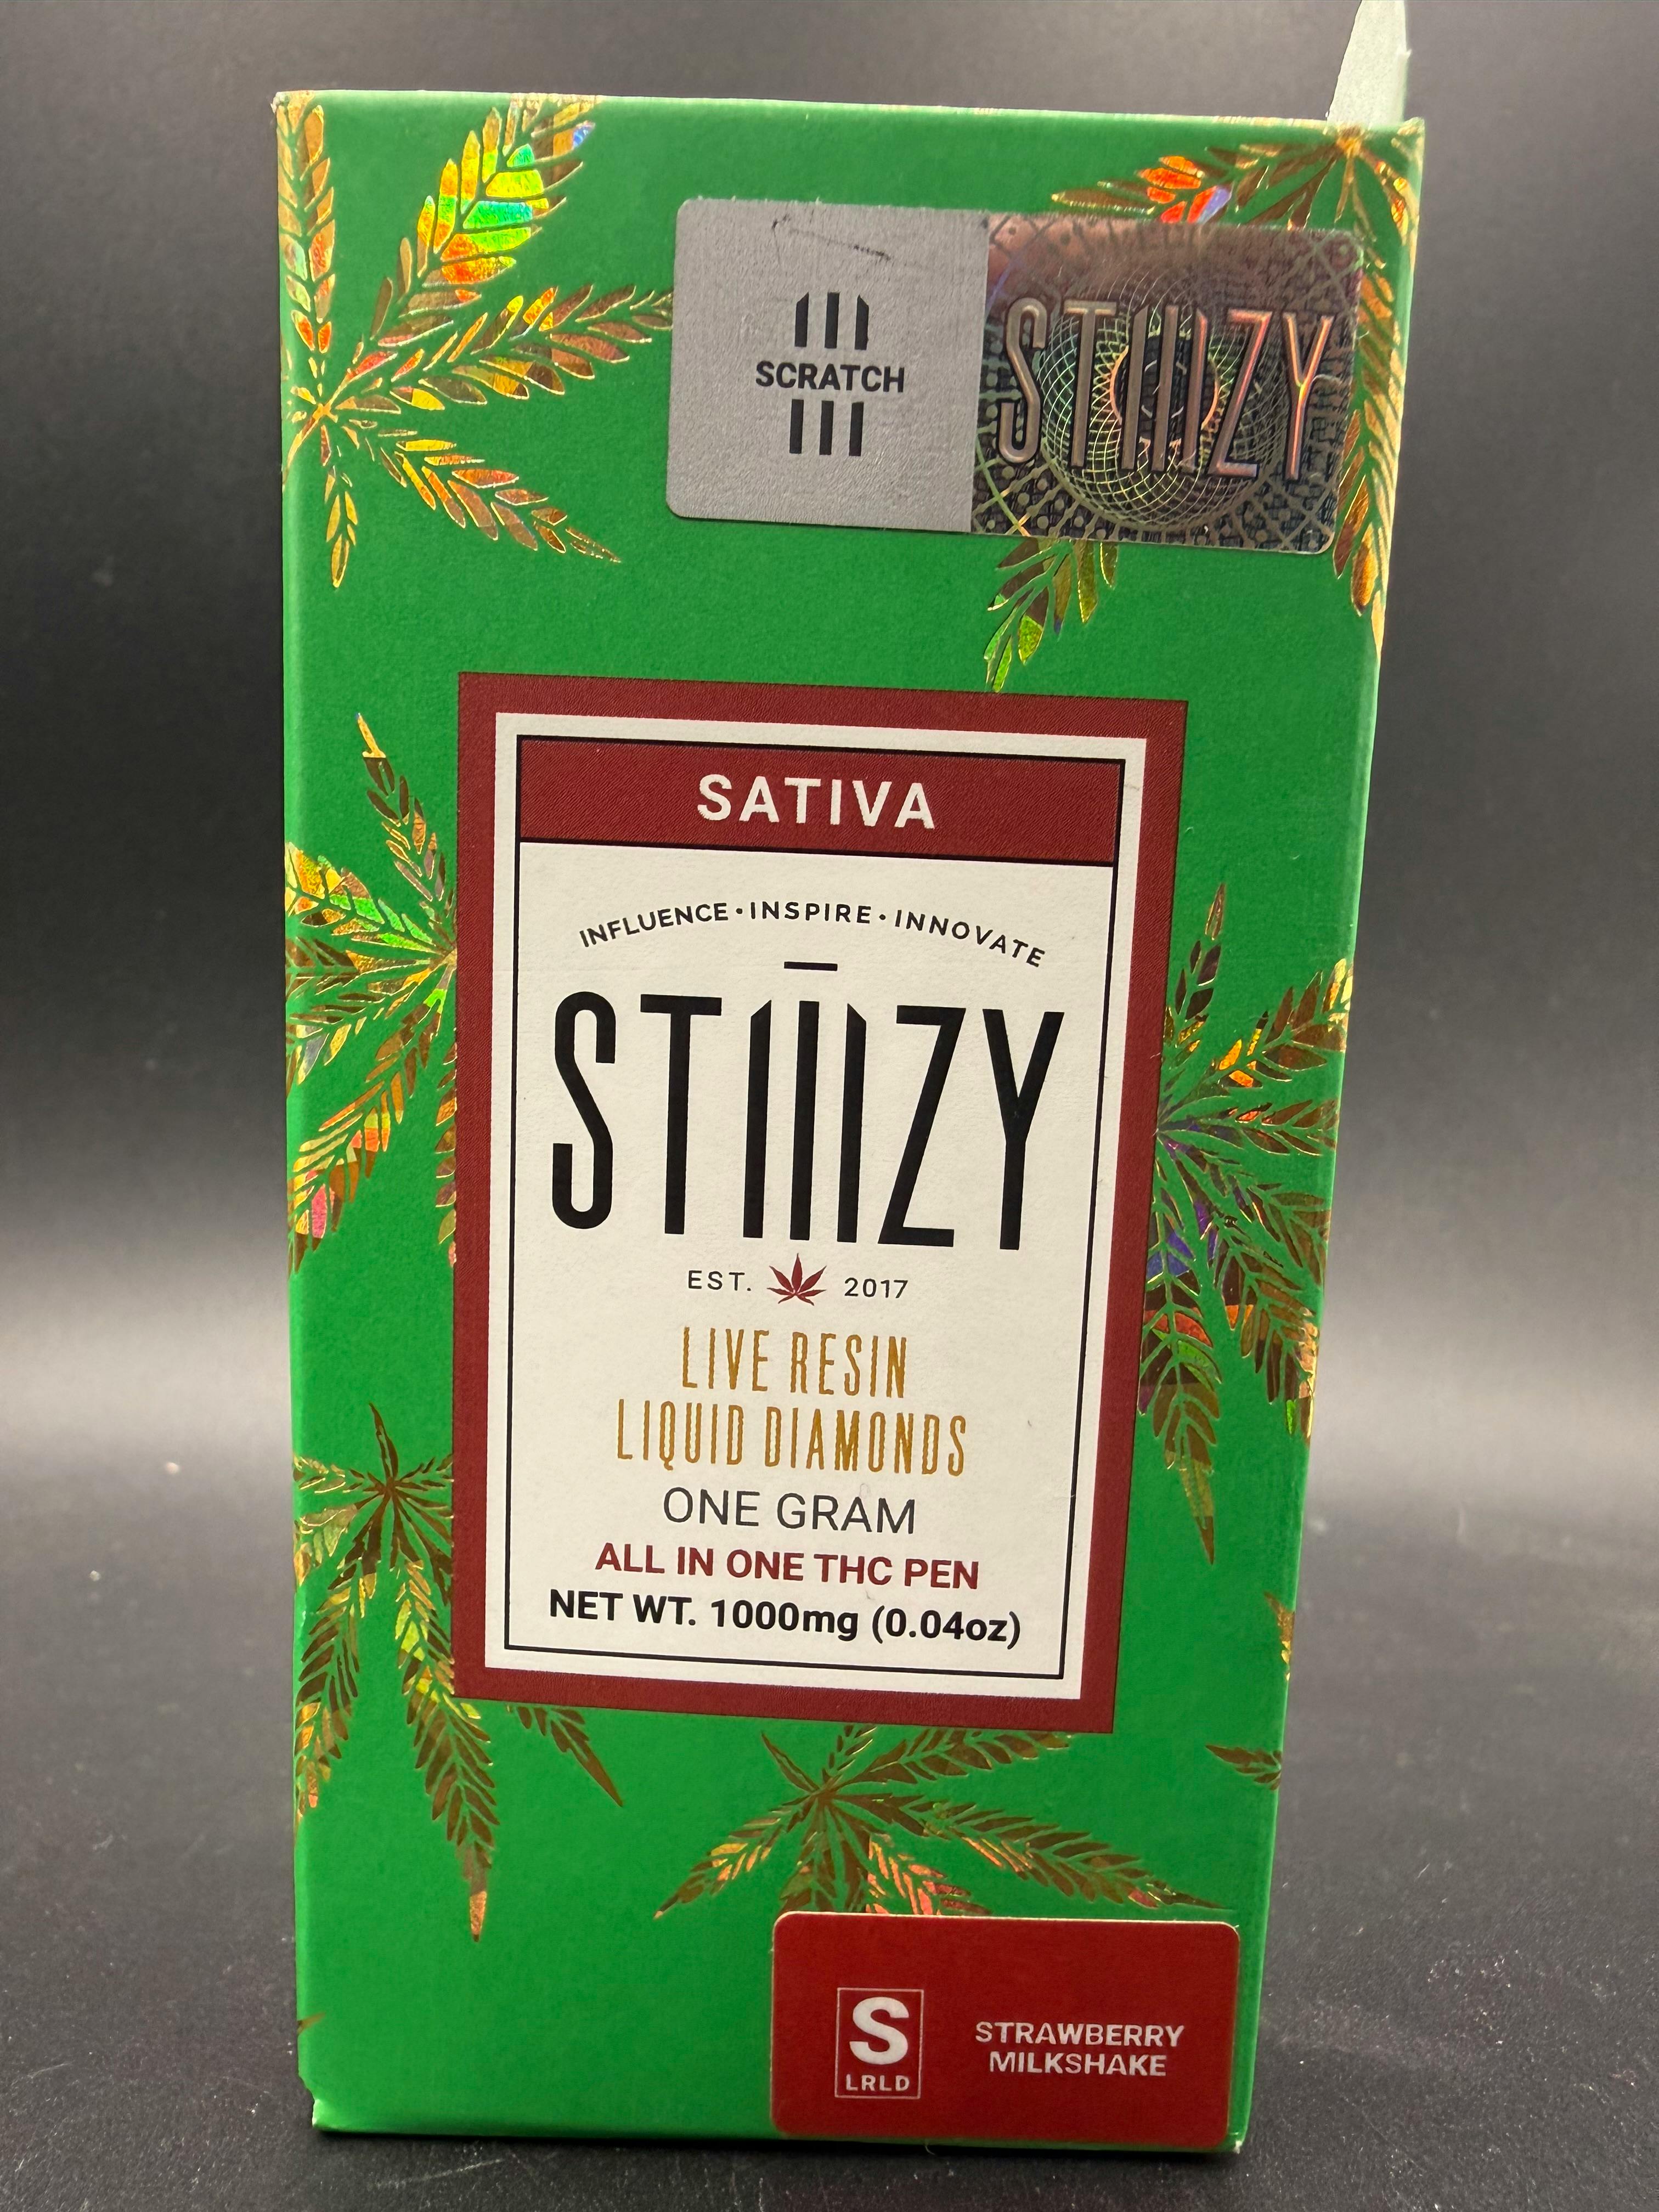 SCRATCH
STIIIZY
SATIVA
INFLUENCE • INSPIRE • INNOVATE
STIIIZY
EST. 2017
LIVE RESIN
LIQUID DIAMONDS
ONE GRAM
ALL IN ONE THC PEN
NET WT. 1000mg (0.04oz)
S
LRLD
STRAWBERRY
MILKSHAKE